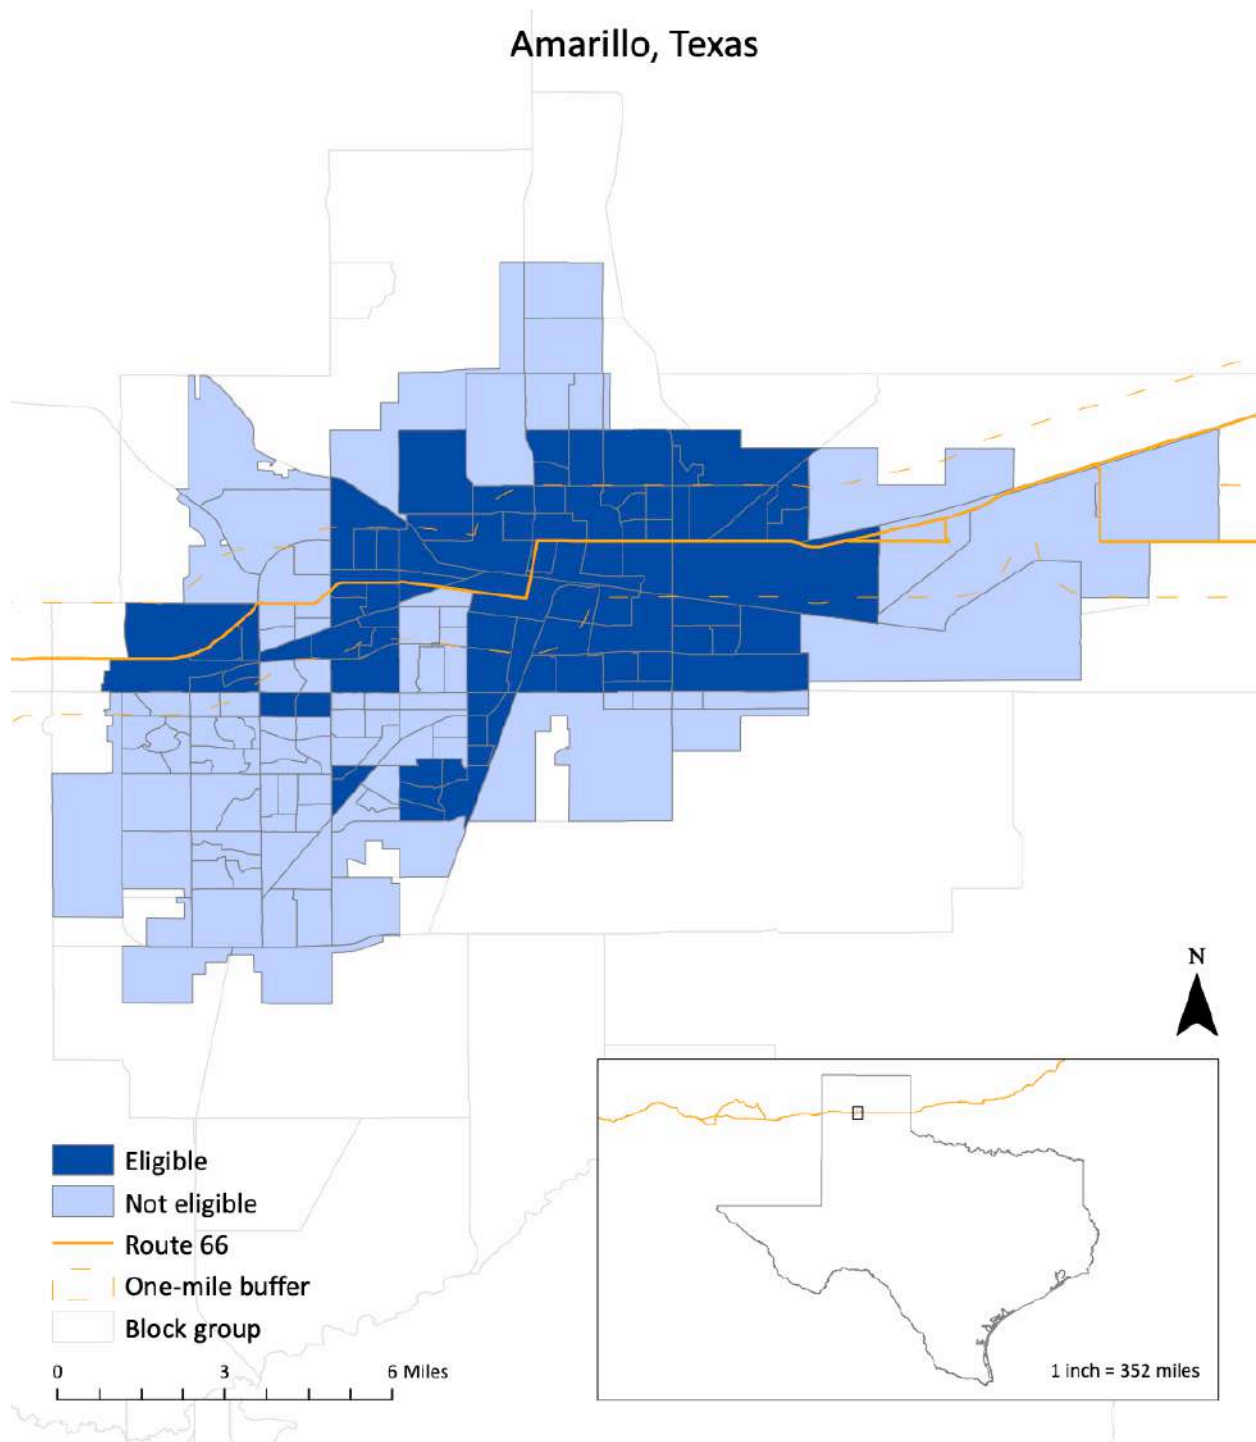 Amarillo, Texas
N
Eligible
Not eligible
Route 66
One-mile buffer
Block group
0 3 6 Miles
1 inch = 352 miles